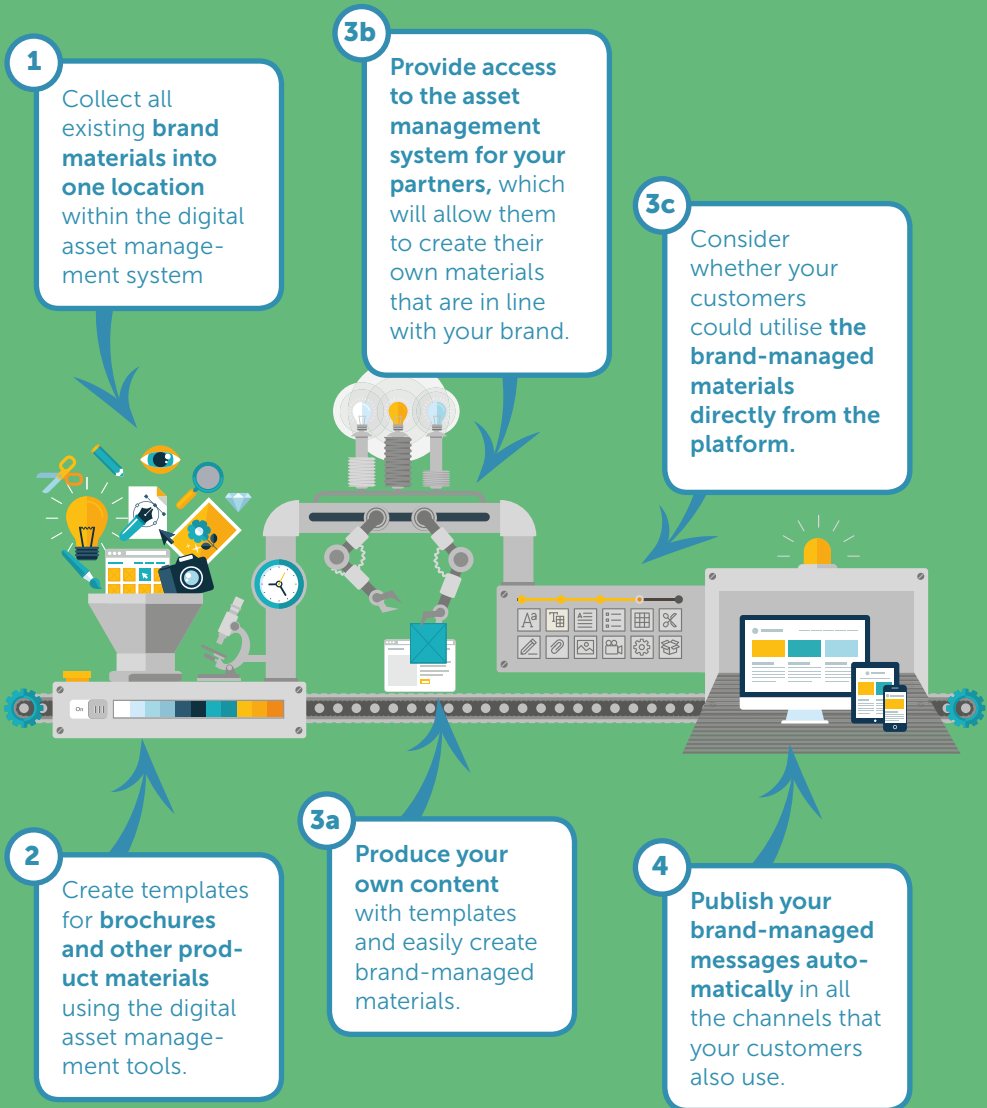 1
Collect all
existing brand
materials into
one location
within the digital
asset manage-
ment system
2
Create templates
for brochures
and other prod-
uct materials
using the digital
asset manage-
ment tools.
3a
Produce your
own content
with templates
and easily create
brand-managed
materials.
3b
Provide access
to the asset
management
system for your
partners, which
will allow them
to create their
own materials
that are in line
with your brand.
3c
Consider
whether your
customers
could utilise the
brand-managed
materials
directly from the
platform.
4
Publish your
brand-managed
messages auto-
matically in all
the channels that
your customers
also use.
On
Aa
T
A